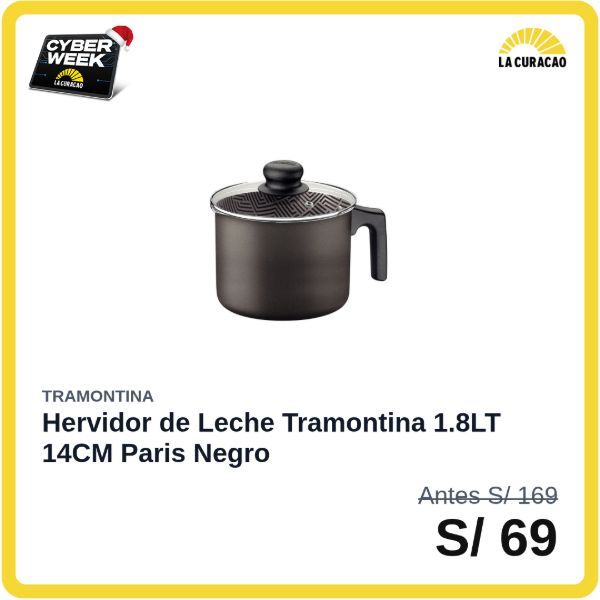 CYBER
WEEK
LA CURACAO
LA CURACAO
TRAMONTINA
Hervidor de Leche Tramontina 1.8LT
14CM Paris Negro
Antes S/ 169
S/ 69